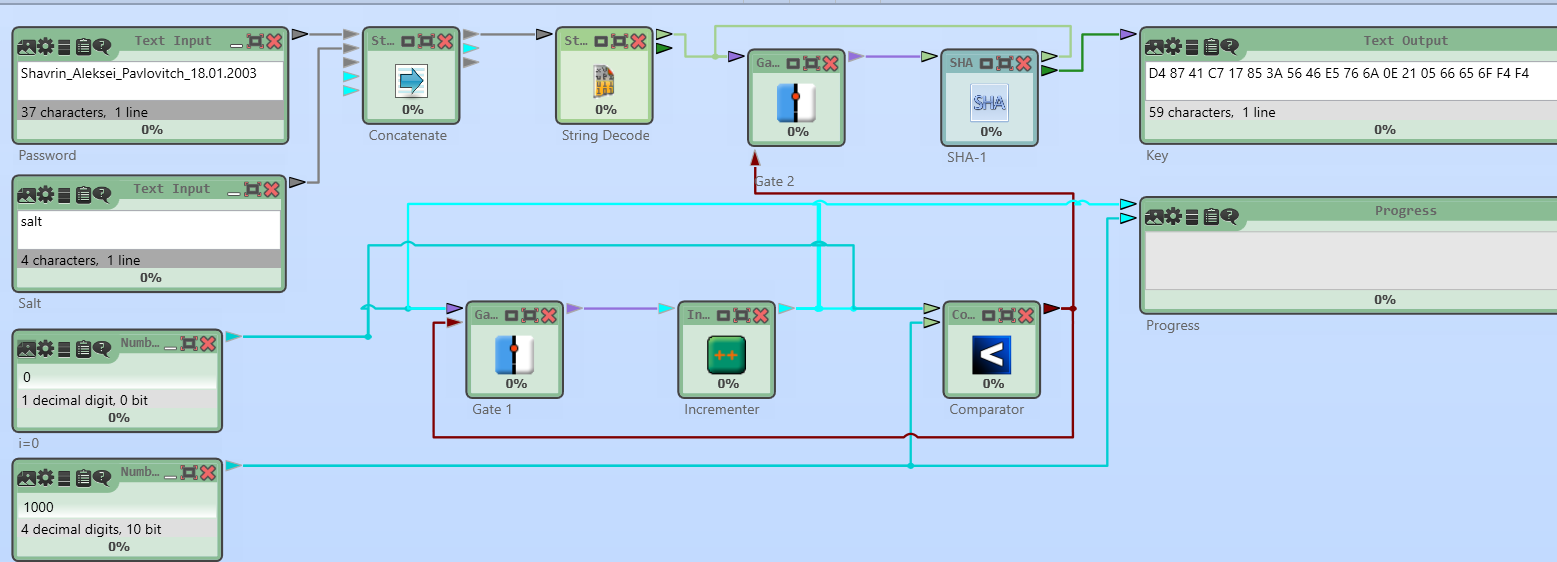 Text Input
Shavrin_Aleksei_Pavlovitch_18.01.2003
37 characters, 1 line
0%
Password
St...
0%
Concatenate
St...
0%
String Decode
Ga...
0%
Gate 2
SHA
SHA
0%
SHA-1
Text Output
D4 87 41 C7 17 85 3A 56 46 E5 76 6A 0E 21 05 66 65 6F F4 F4
59 characters, 1 line
0%
Key
Text Input
salt
4 characters, 1 line
0%
Salt
Progress
0%
Progress
Numb...
0
1 decimal digit, 0 bit
0%
i=0
Ga...
0%
Gate 1
In...
++
0%
Incrementer
Co...
<
0%
Comparator
Numb...
1000
4 decimal digits, 10 bit
0%